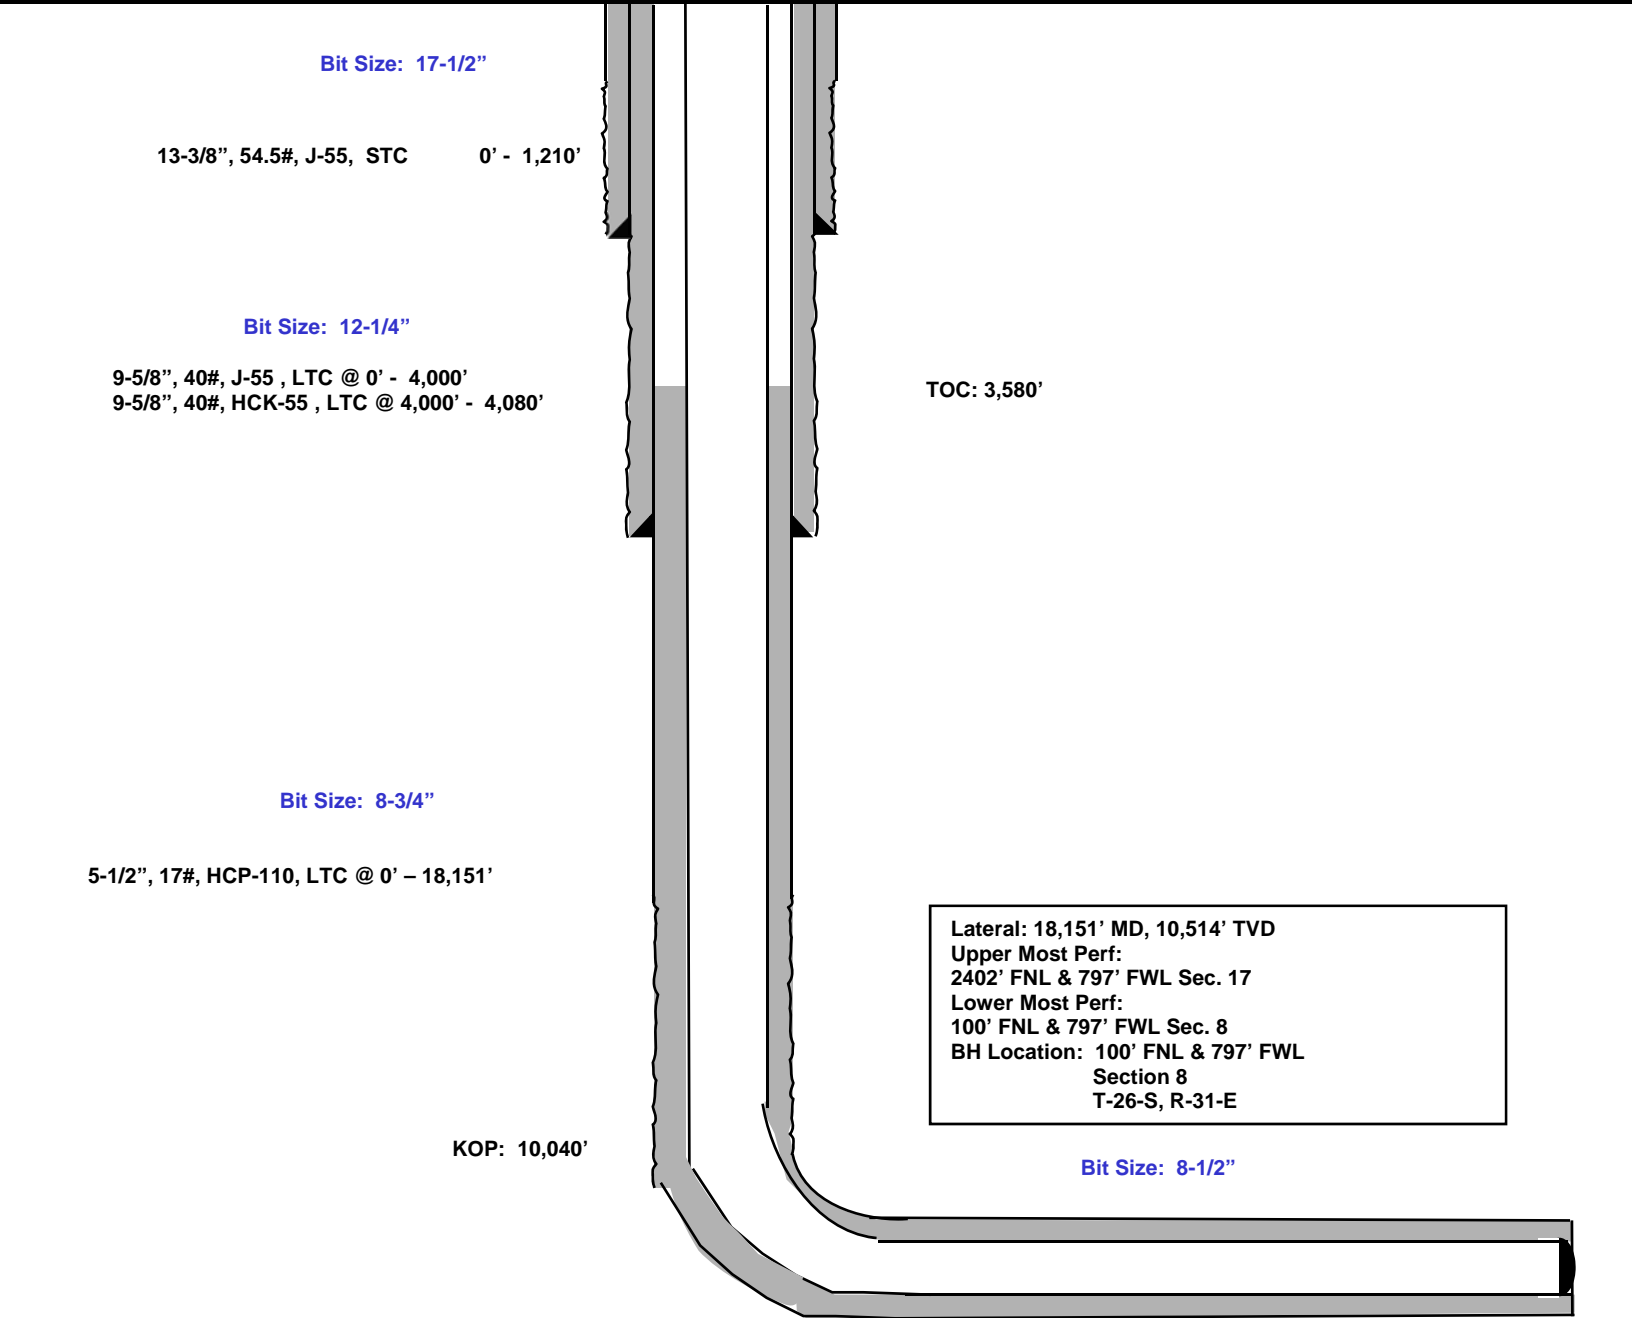 Bit Size: 17-1/2”
13-3/8”, 54.5#, J-55, STC 0’ - 1,210’
Bit Size: 12-1/4”
9-5/8”, 40#, J-55 , LTC @ 0’ - 4,000’
9-5/8”, 40#, HCK-55 , LTC @ 4,000’ - 4,080’
TOC: 3,580’
Bit Size: 8-3/4”
5-1/2”, 17#, HCP-110, LTC @ 0’ – 18,151’
Lateral: 18,151’ MD, 10,514’ TVD
Upper Most Perf:
2402’ FNL & 797’ FWL Sec. 17
Lower Most Perf:
100’ FNL & 797’ FWL Sec. 8
BH Location: 100’ FNL & 797’ FWL
Section 8
T-26-S, R-31-E
KOP: 10,040’
Bit Size: 8-1/2”